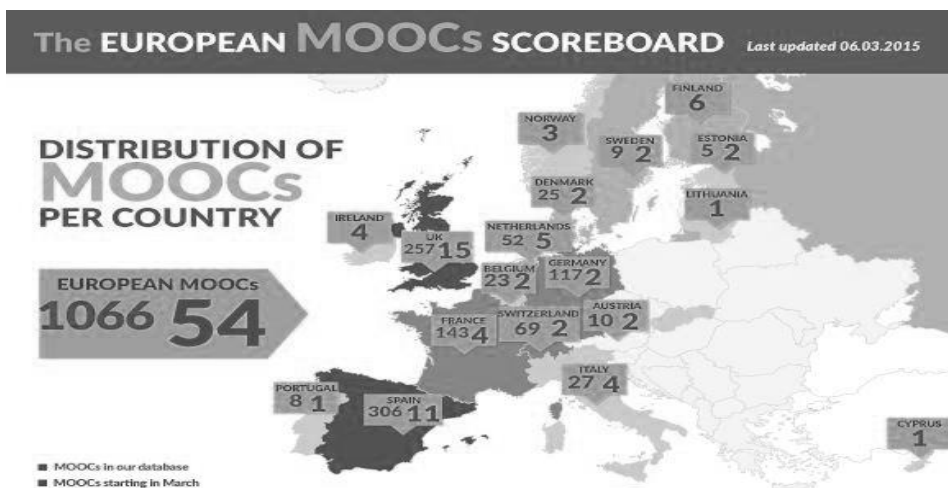 The EUROPEAN MOOCs SCOREBOARD Last updated 06.03.2015
DISTRIBUTION OF
MOOCs
PER COUNTRY
EUROPEAN MOOCs
1066 54
FINLAND
6
NORWAY
3
SWEDEN
9 2
ESTONIA
5 2
DENMARK
25 2
LITHUANIA
1
IRELAND
4
UK
257 15
NETHERLANDS
52 5
BELGIUM
23 2
GERMANY
117 2
FRANCE
143 4
SWITZERLAND
69 2
AUSTRIA
10 2
ITALY
27 4
PORTUGAL
8 1
SPAIN
306 11
CYPRUS
1
MOOCs in our database
MOOCs starting in March